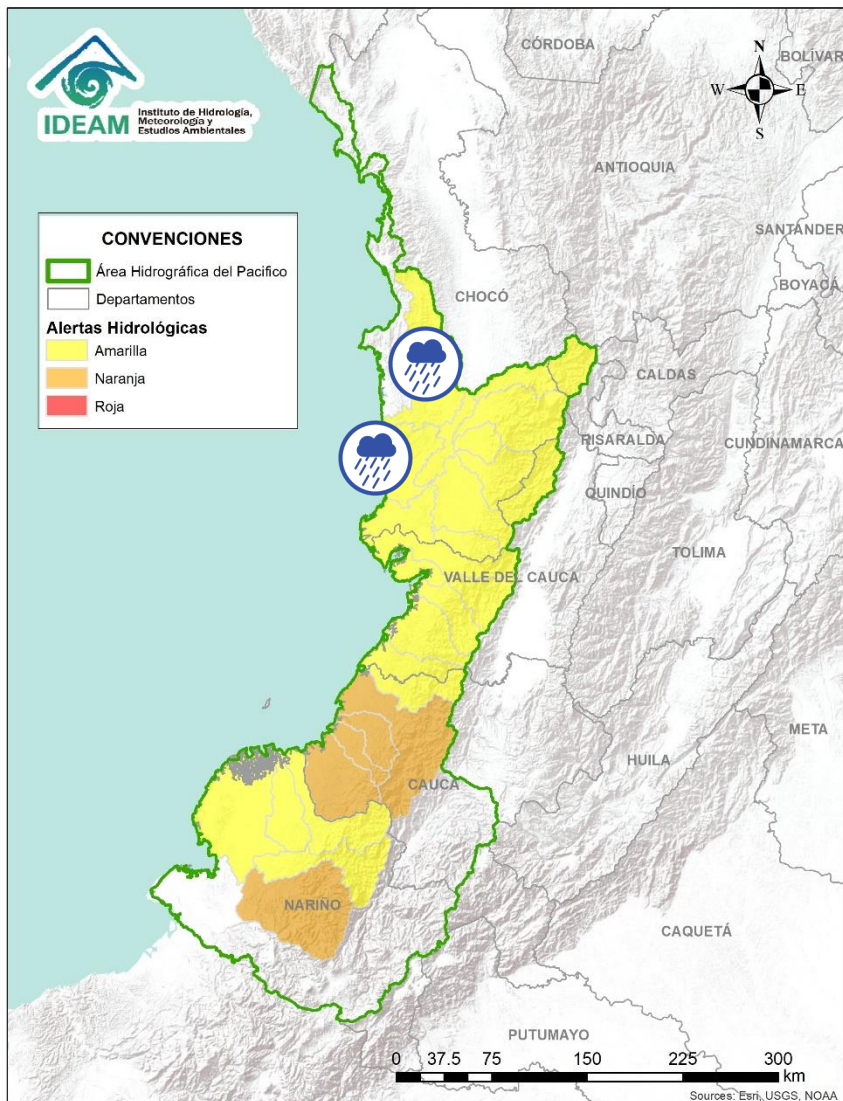 IDEAM
Instituto de Hidrología,
Meteorología y
Estudios Ambientales
CÓRDOBA
BOLÍVAR
N
W
E
S
ANTIOQUIA
SANTANDER
BOYACÁ
CONVENCIONES
Área Hidrográfica del Pacifico
Departamentos
Alertas Hidrológicas
Amarilla
Naranja
Roja
CHOCÓ
CALDAS
RISARALDA
CUNDINAMARCA
QUINDÍO
TOLIMA
VALLE DEL CAUCA
META
HUILA
CAUCA
NARIÑO
CAQUETÁ
PUTUMAYO
0 37.5 75 150 225 300
km
Sources: Esri, USGS, NOAA